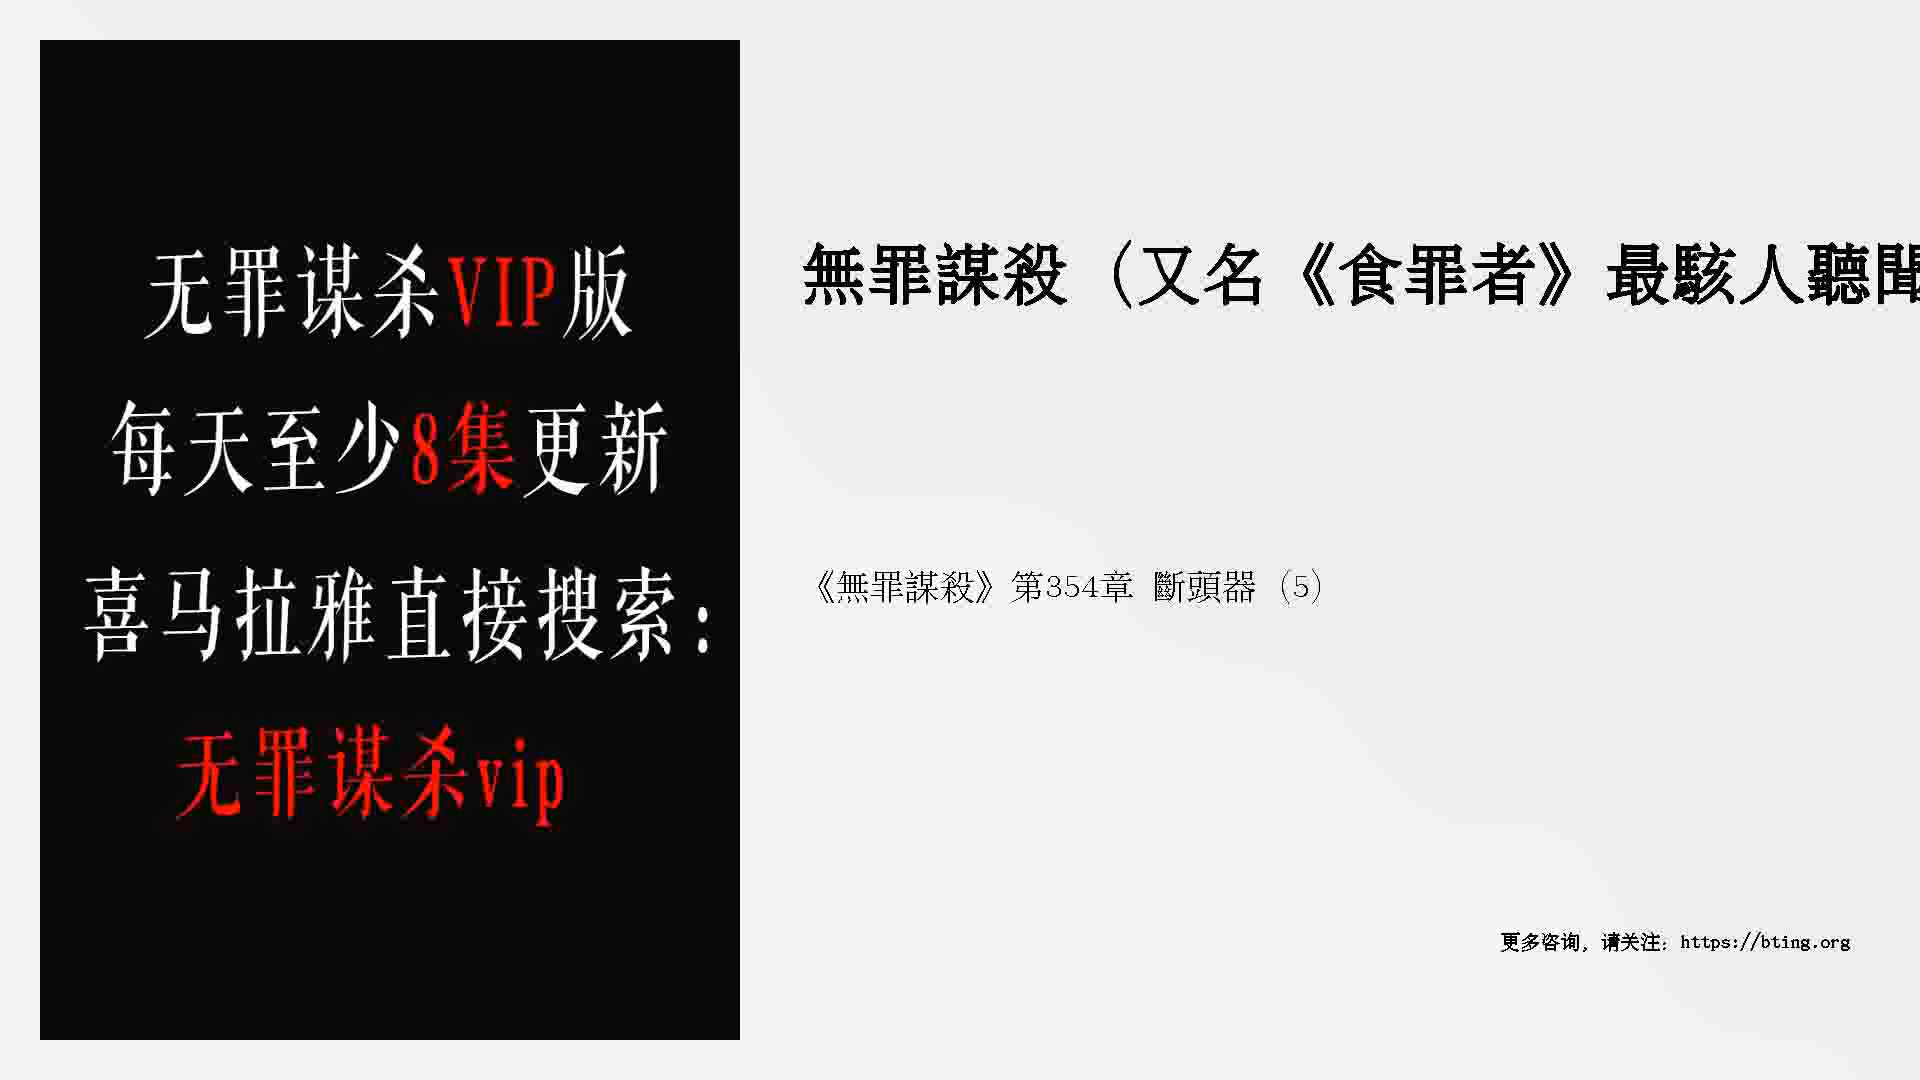 无罪谋杀VIP版
每天至少8集更新
喜马拉雅直接搜索：
无罪谋杀vip
無罪謀殺（又名《食罪者》最駭人聽聞
《無罪謀殺》第354章 斷頭器（5）
更多咨询，请关注：https://bting.org